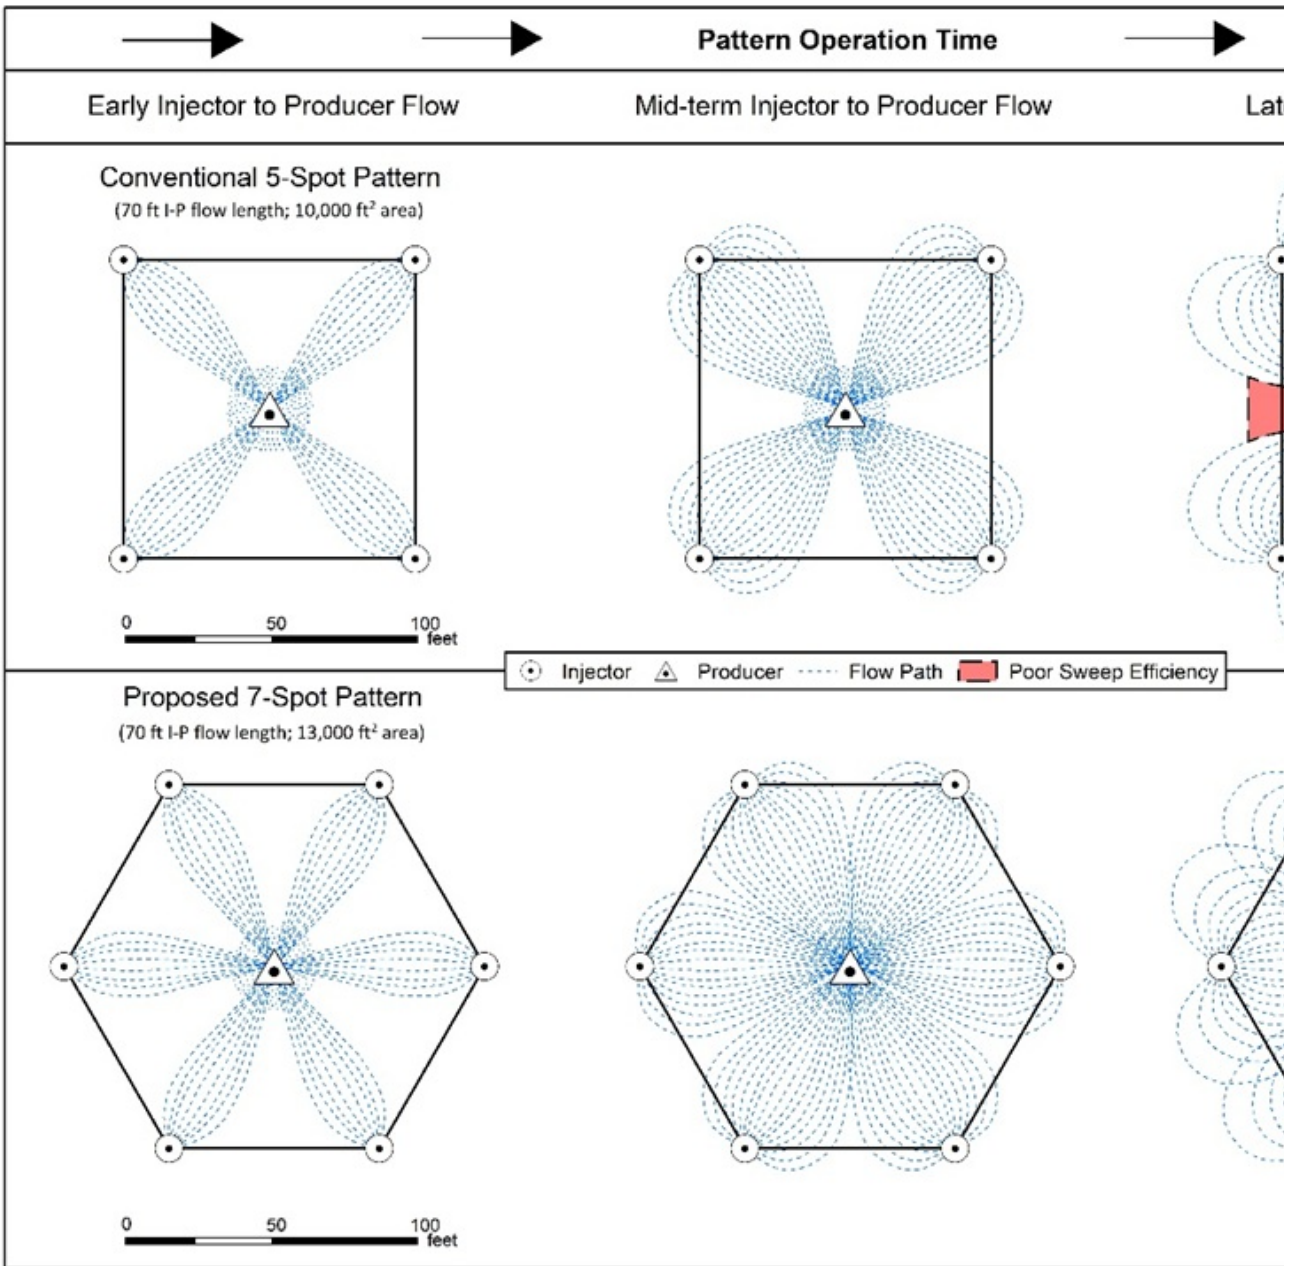 Pattern Operation Time
Early Injector to Producer Flow
Mid-term Injector to Producer Flow
Conventional 5-Spot Pattern
(70 ft I-P flow length; 10,000 ft² area)
0 50 100
feet
Injector Producer Flow Path Poor Sweep Efficiency
Proposed 7-Spot Pattern
(70 ft I-P flow length; 13,000 ft² area)
0 50 100
feet